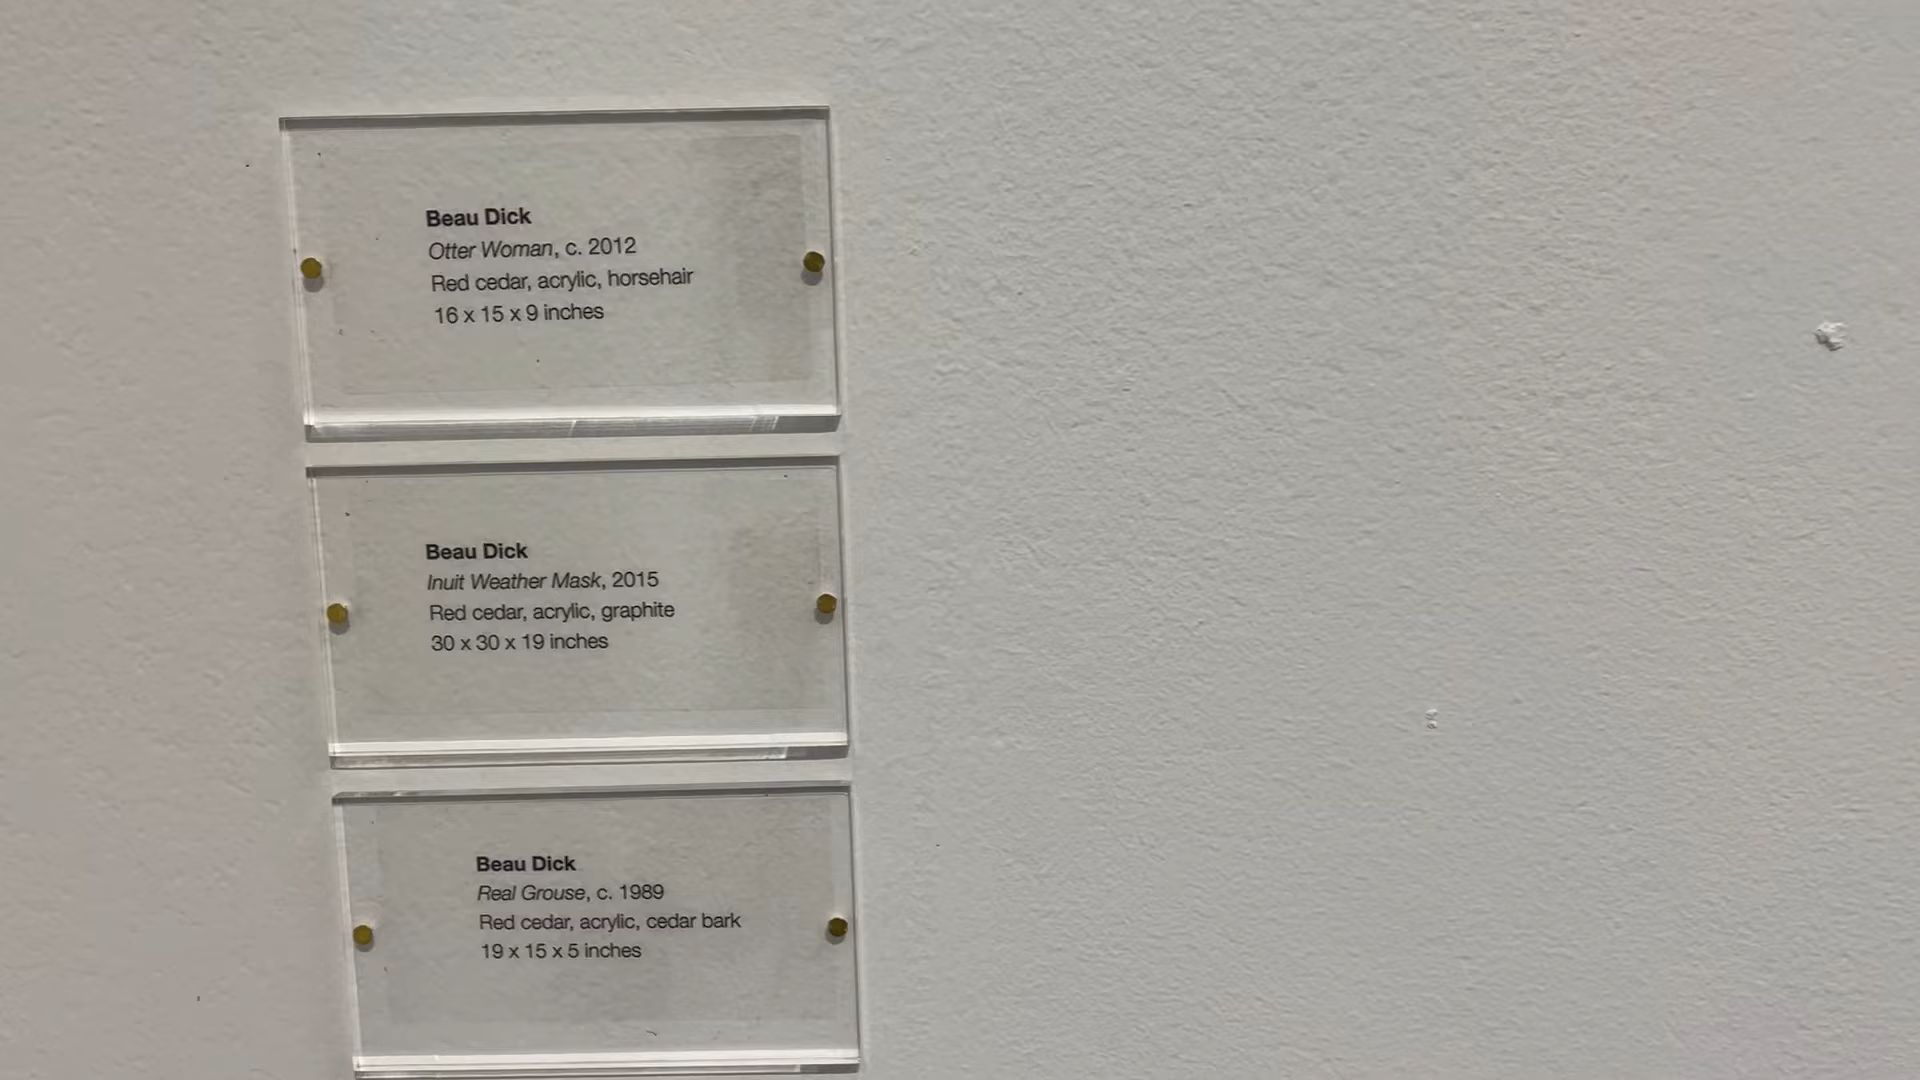 Beau Dick
Otter Woman, c. 2012
Red cedar, acrylic, horsehair
16 x 15 x 9 inches
Beau Dick
Inuit Weather Mask, 2015
Red cedar, acrylic, graphite
30 x 30 x 19 inches
Beau Dick
Real Grouse, c. 1989
Red cedar, acrylic, cedar bark
19 x 15 x 5 inches